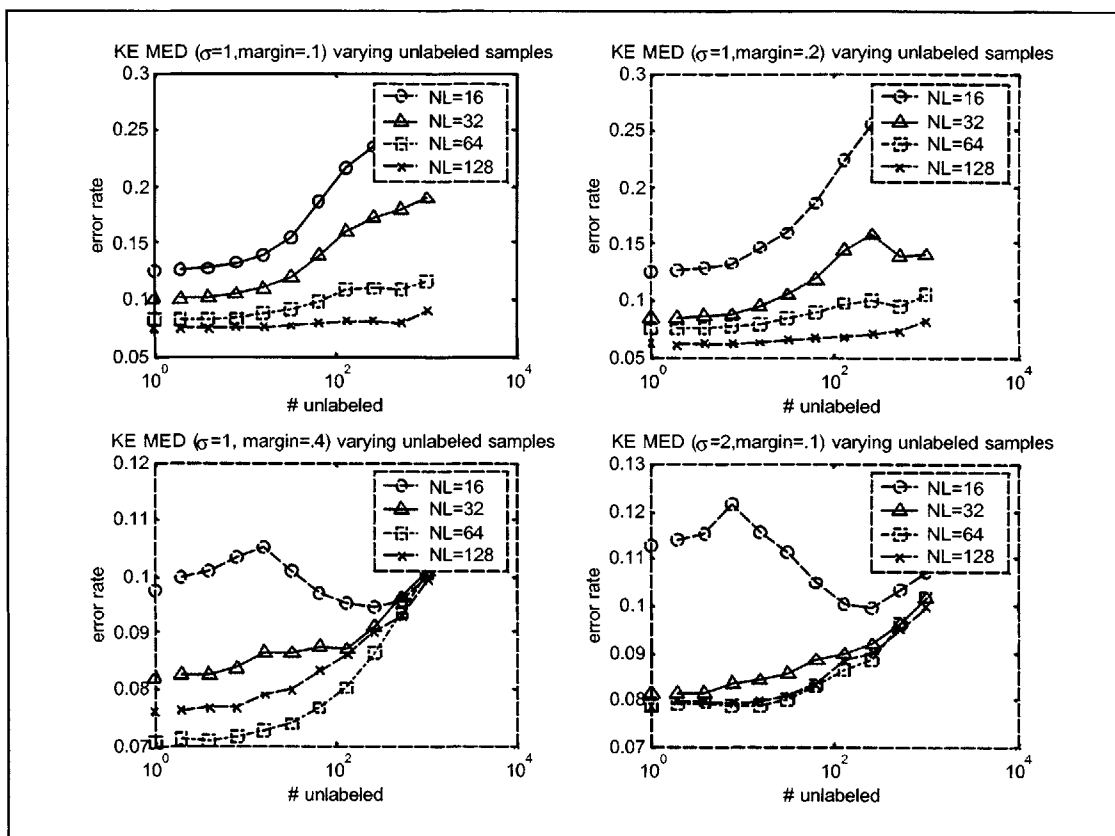 KE MED (σ=1,margin=.1) varying unlabeled samples
0.3
0.25
0.2
0.15
0.1
0.05
error rate
NL=16
NL=32
NL=64
NL=128
10^0
10^2
10^4
# unlabeled
KE MED (σ=1,margin=.2) varying unlabeled samples
0.3
0.25
0.2
0.15
0.1
0.05
error rate
NL=16
NL=32
NL=64
NL=128
10^0
10^2
10^4
# unlabeled
KE MED (σ=1, margin=.4) varying unlabeled samples
0.12
0.11
0.1
0.09
0.08
0.07
error rate
NL=16
NL=32
NL=64
NL=128
10^0
10^2
10^4
# unlabeled
KE MED (σ=2,margin=.1) varying unlabeled samples
0.13
0.12
0.11
0.1
0.09
0.08
0.07
error rate
NL=16
NL=32
NL=64
NL=128
10^0
10^2
10^4
# unlabeled